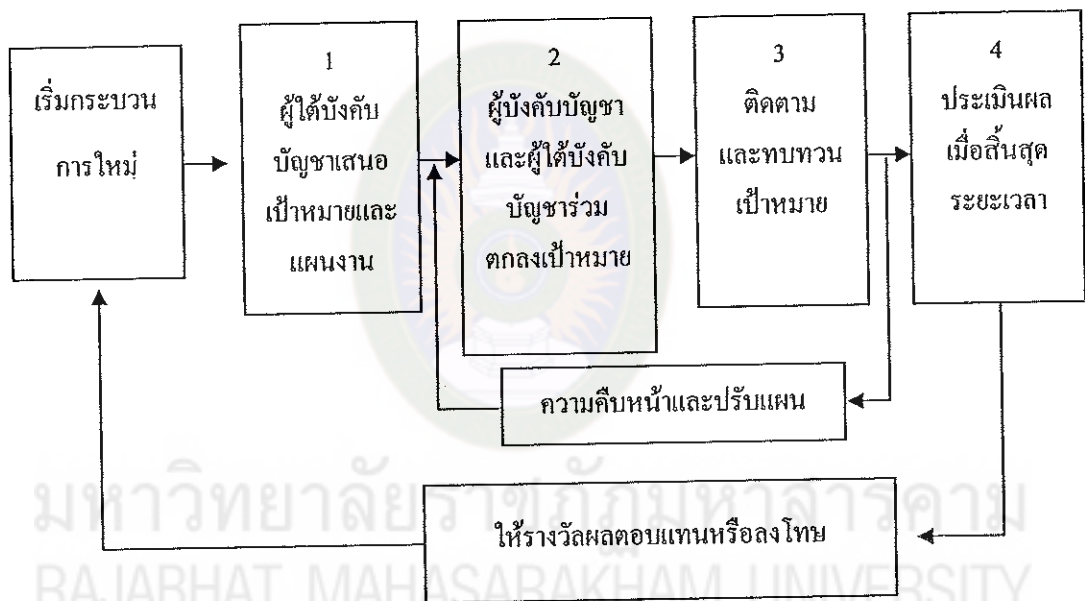 เริ่มกระบวน
การใหม่
1
ผู้ใต้บังคับ
บัญชาเสนอ
เป้าหมายและ
แผนงาน
2
ผู้บังคับบัญชา
และผู้ใต้บังคับ
บัญชาร่วม
ตกลงเป้าหมาย
3
ติดตาม
และทบทวน
เป้าหมาย
4
ประเมินผล
เมื่อสิ้นสุด
ระยะเวลา
ความคืบหน้าและปรับแผน
ให้รางวัลผลตอบแทนหรือลงโทษ
มหาวิทยาลัยราชภัฏมหาสารคาม
RAJABHAT MAHASARAKHAM UNIVERSITY